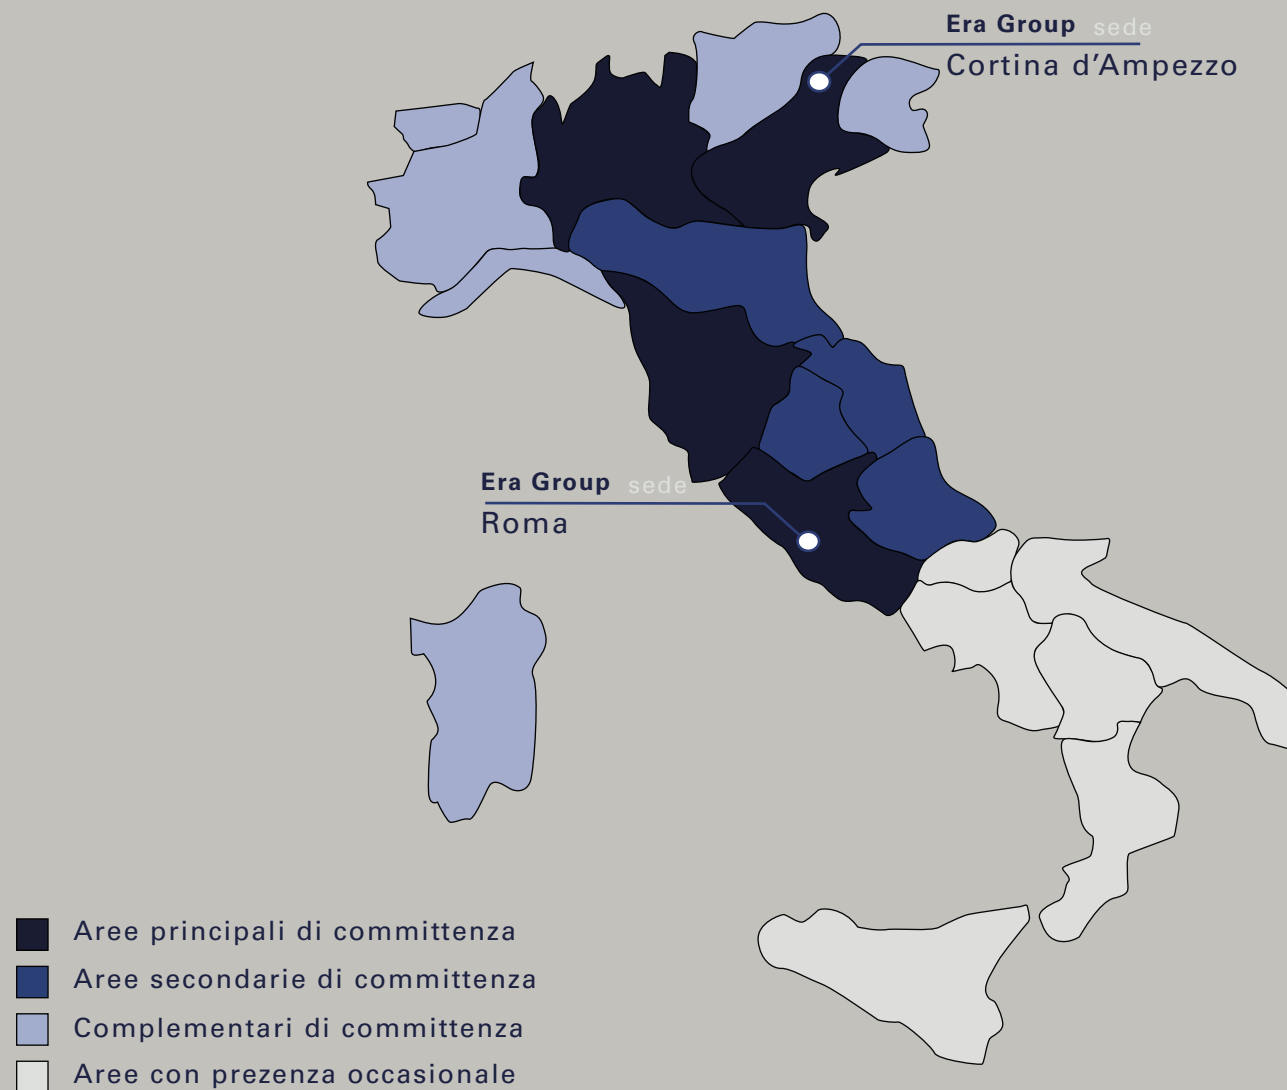 Era Group sede
Cortina d'Ampezzo
Era Group sede
Roma
Aree principali di committenza
Aree secondarie di committenza
Complementari di committenza
Aree con prezenza occasionale